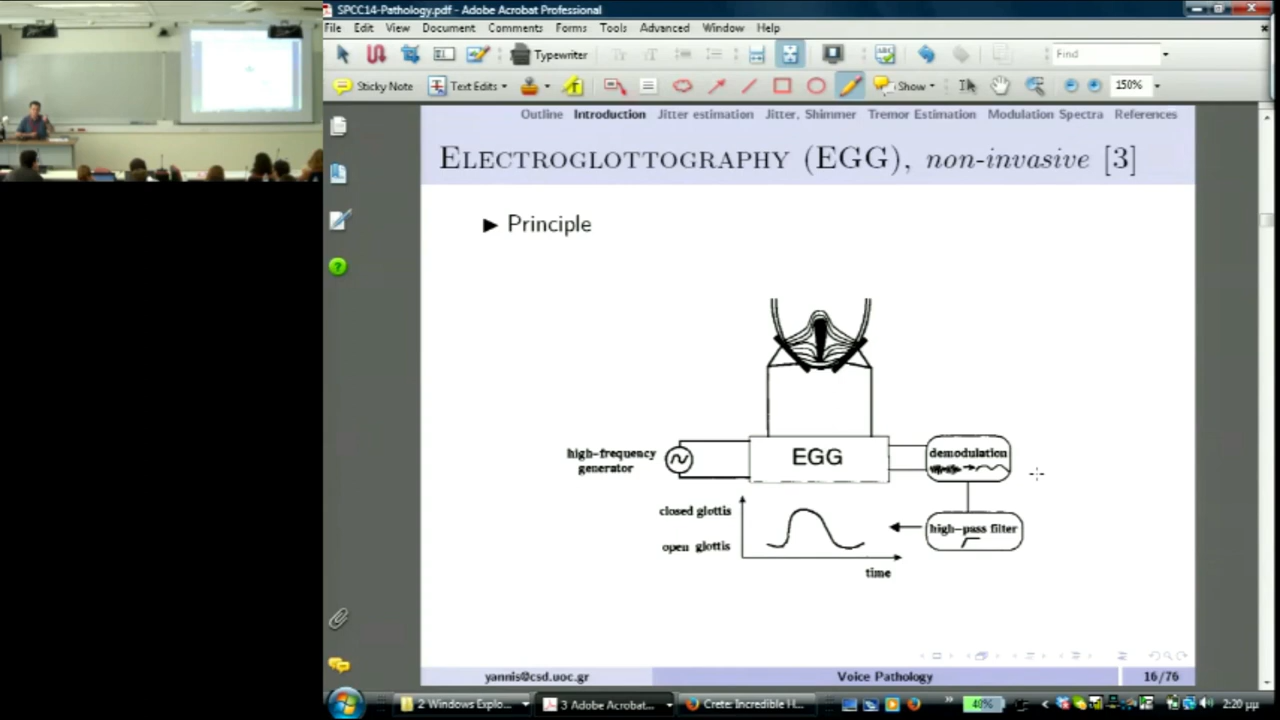 SPCC14-Pathology.pdf - Adobe Acrobat Professional
File Edit View Document Comments Forms Tools Advanced Window Help
Typewriter Find
Sticky Note Text Edits Show 150%
Outline Introduction Jitter estimation Jitter, Shimmer Tremor Estimation Modulation Spectra References
ELECTROGLOTTOGRAPHY (EGG), non-invasive [3]
Principle
high-frequency
generator
EGG
demodulation
closed glottis
open glottis
high-pass filter
time
yannis@csd.uoc.gr Voice Pathology 16/76
2 Windows Explo... 3 Adobe Acrobat... Crete: Incredible H... 40% 2:20 μμ